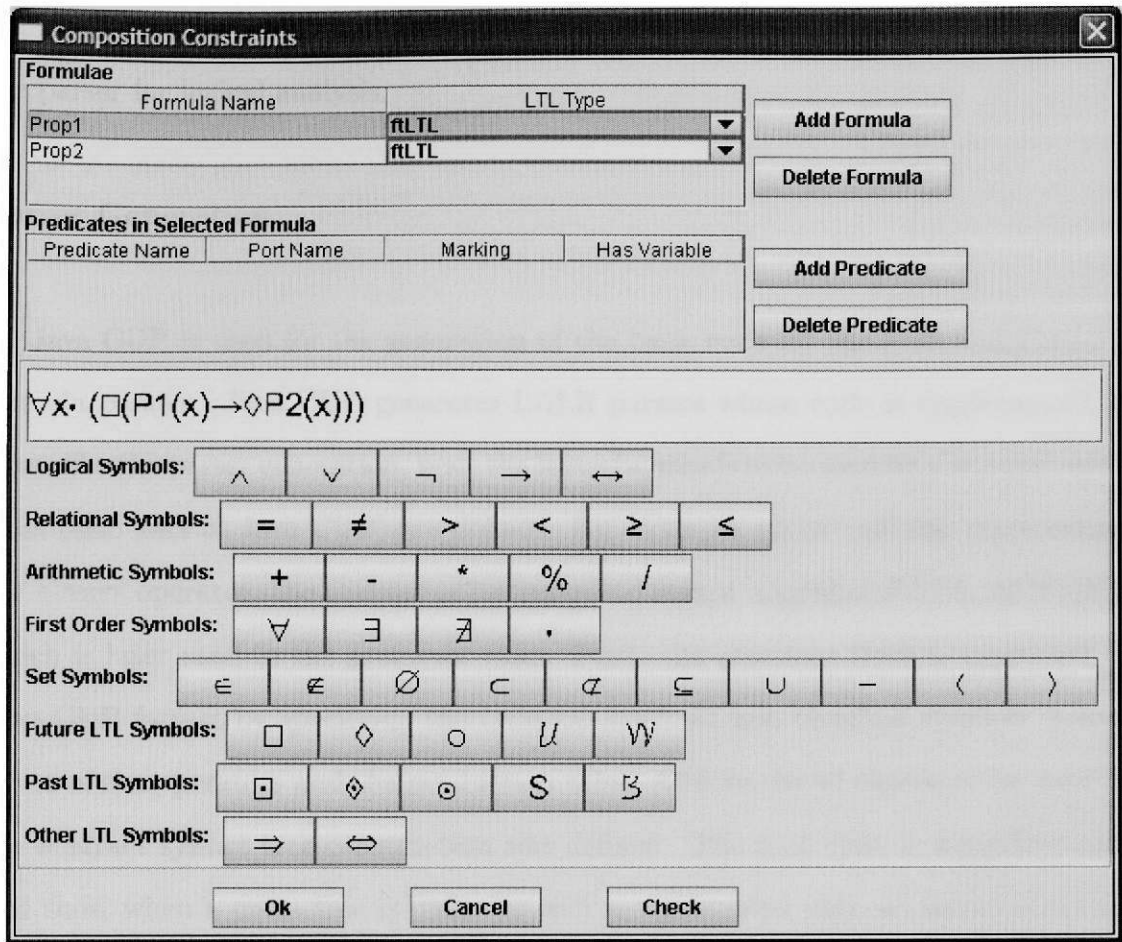 Composition Constraints
Formulae
Formula Name LTL Type
Prop1 ftLTL
Prop2 ftLTL
Add Formula
Delete Formula
Predicates in Selected Formula
Predicate Name Port Name Marking Has Variable
Add Predicate
Delete Predicate
∀x· (□(P1(x)→◇P2(x)))
Logical Symbols: ∧ ∨ ¬ → ↔
Relational Symbols: = ≠ > < ≥ ≤
Arithmetic Symbols: + - * % /
First Order Symbols: ∀ ∃ ∄ ·
Set Symbols: ∈ ∉ ∅ ⊂ ⊄ ⊆ ∪ − ⟨ ⟩
Future LTL Symbols: □ ◇ ○ U W
Past LTL Symbols: ⊡ ⟐ ⊙ S B
Other LTL Symbols: ⇒ ⇔
Ok Cancel Check